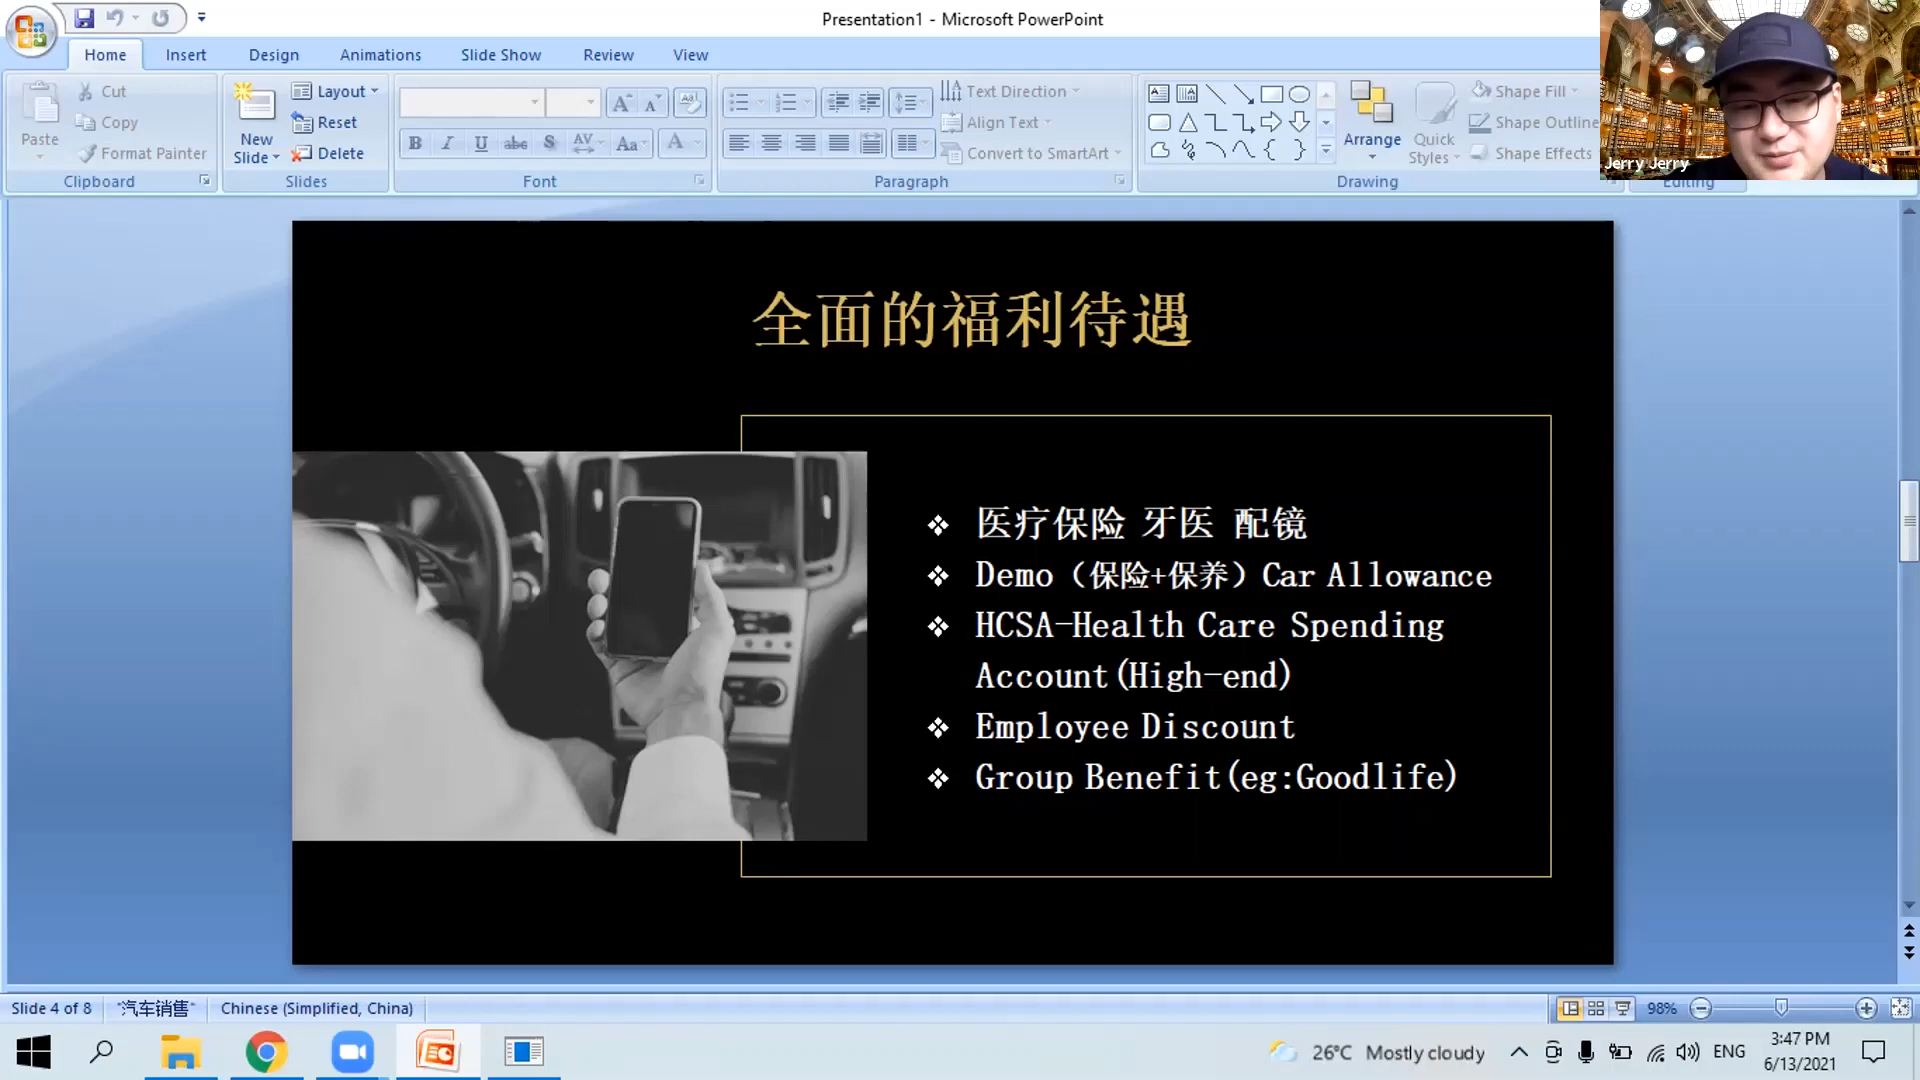 Presentation1 - Microsoft PowerPoint
Home Insert Design Animations Slide Show Review View
Paste
Cut
Copy
Format Painter
Clipboard
New
Slide
Layout
Reset
Delete
Slides
Font
Text Direction
Align Text
Convert to SmartArt
Paragraph
Arrange
Quick
Styles
Shape Fill
Shape Outline
Shape Effects
Drawing
Editing
Jerry Jerry
全面的福利待遇
医疗保险 牙医 配镜
Demo（保险+保养）Car Allowance
HCSA-Health Care Spending
Account(High-end)
Employee Discount
Group Benefit(eg:Goodlife)
Slide 4 of 8 "汽车销售" Chinese (Simplified, China) 98%
26°C Mostly cloudy ENG
3:47 PM
6/13/2021